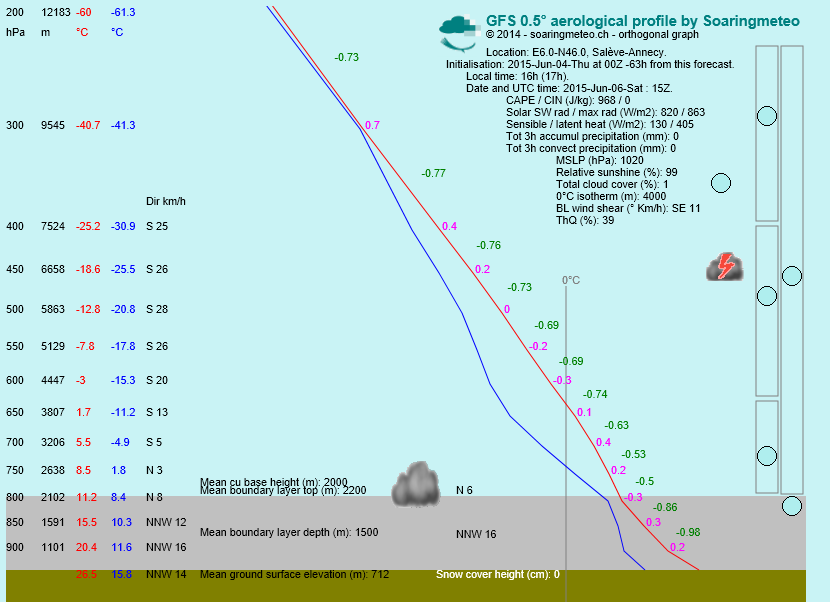 200 12183 -60 -61.3
hPa m °C °C
GFS 0.5° aerological profile by Soaringmeteo
© 2014 - soaringmeteo.ch - orthogonal graph
Location: E6.0-N46.0, Salève-Annecy.
Initialisation: 2015-Jun-04-Thu at 00Z -63h from this forecast.
Local time: 16h (17h).
Date and UTC time: 2015-Jun-06-Sat : 15Z.
CAPE / CIN (J/kg): 968 / 0
Solar SW rad / max rad (W/m2): 820 / 863
Sensible / latent heat (W/m2): 130 / 405
Tot 3h accumul precipitation (mm): 0
Tot 3h convect precipitation (mm): 0
MSLP (hPa): 1020
Relative sunshine (%): 99
Total cloud cover (%): 1
0°C isotherm (m): 4000
BL wind shear (° Km/h): SE 11
ThQ (%): 39
-0.73
300 9545 -40.7 -41.3 0.7
-0.77
Dir km/h
400 7524 -25.2 -30.9 S 25 0.4
-0.76
450 6658 -18.6 -25.5 S 26 0.2
0°C
-0.73
500 5863 -12.8 -20.8 S 28 0
-0.69
550 5129 -7.8 -17.8 S 26 -0.2
-0.69
600 4447 -3 -15.3 S 20 -0.3
-0.74
650 3807 1.7 -11.2 S 13 0.1
-0.63
700 3206 5.5 -4.9 S 5 0.4
-0.53
750 2638 8.5 1.8 N 3 0.2
Mean cu base height (m): 2000 -0.5
Mean boundary layer top (m): 2200 N 6
800 2102 11.2 8.4 N 8 -0.3
-0.86
850 1591 15.5 10.3 NNW 12 0.3
Mean boundary layer depth (m): 1500 NNW 16 -0.98
900 1101 20.4 11.6 NNW 16 0.2
26.5 15.8 NNW 14 Mean ground surface elevation (m): 712 Snow cover height (cm): 0